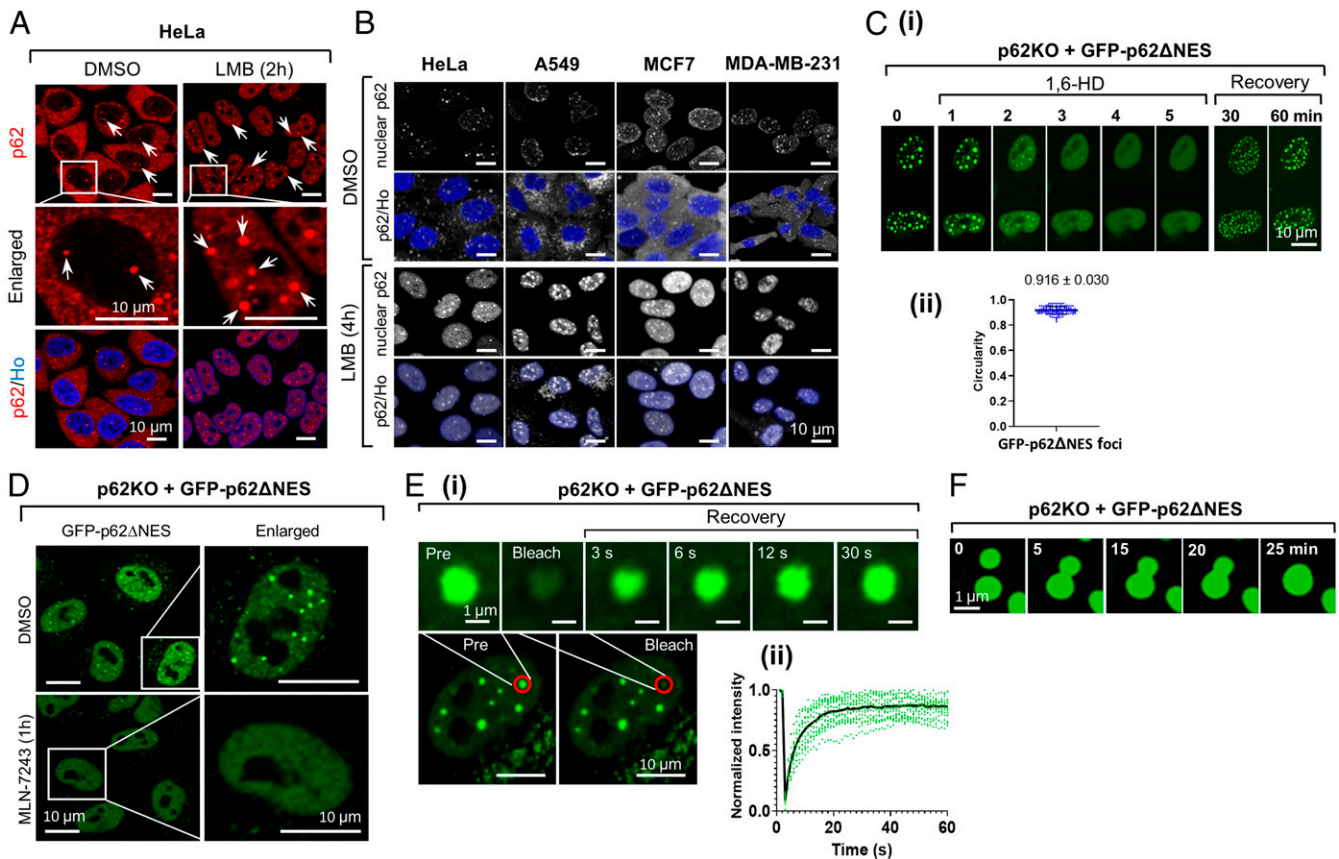 A
HeLa
DMSO LMB (2h)
p62
Enlarged
10 µm
p62/Ho
10 µm
B
HeLa A549 MCF7 MDA-MB-231
DMSO
nuclear p62
p62/Ho
LMB (4h)
nuclear p62
p62/Ho
10 µm
C (i)
p62KO + GFP-p62ΔNES
1,6-HD Recovery
0 1 2 3 4 5 30 60 min
10 µm
(ii)
0.916 ± 0.030
Circularity
1.0
0.8
0.6
0.4
0.2
0.0
GFP-p62ΔNES foci
D
p62KO + GFP-p62ΔNES
GFP-p62ΔNES Enlarged
DMSO
MLN-7243 (1h)
10 µm 10 µm
E (i)
p62KO + GFP-p62ΔNES
Recovery
Pre Bleach 3 s 6 s 12 s 30 s
1 µm
Pre Bleach
10 µm
(ii)
Normalized intensity
1.0
0.5
0.0
0 20 40 60
Time (s)
F
p62KO + GFP-p62ΔNES
0 5 15 20 25 min
1 µm